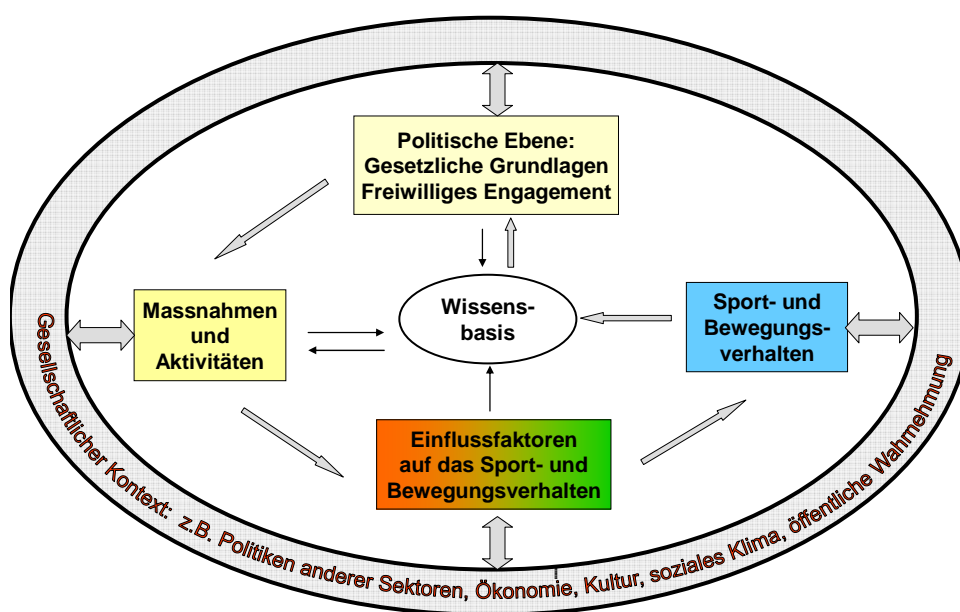 Politische Ebene:
Gesetzliche Grundlagen
Freiwilliges Engagement
Massnahmen
und
Aktivitäten
Wissens-
basis
Sport- und
Bewegungs-
verhalten
Einflussfaktoren
auf das Sport- und
Bewegungsverhalten
Gesellschaftlicher Kontext: z.B. Politiken anderer Sektoren, Ökonomie, Kultur, soziales Klima, öffentliche Wahrnehmung